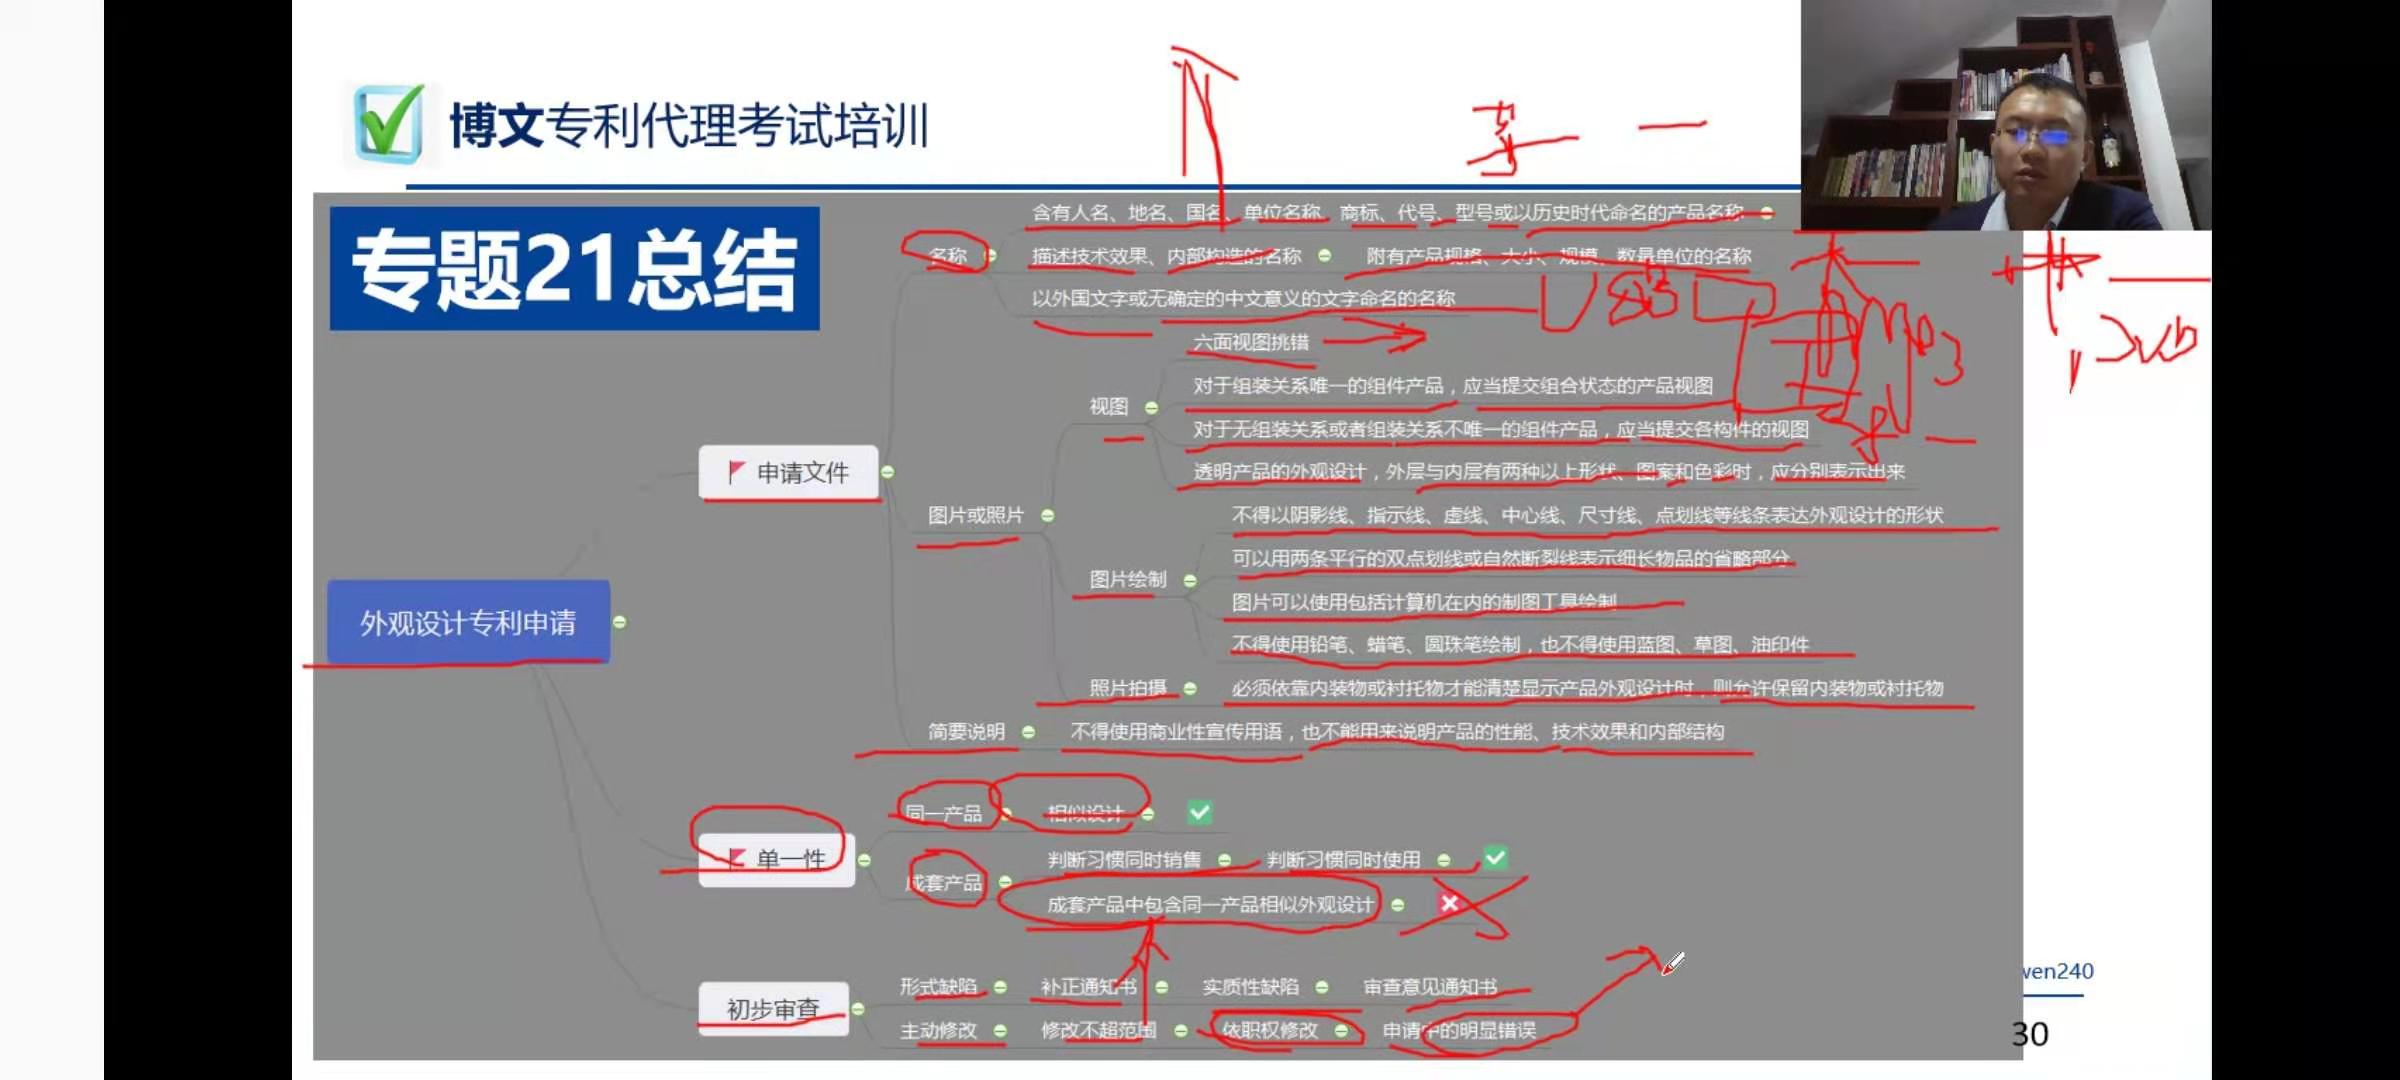 博文专利代理考试培训
专题21总结
外观设计专利申请
申请文件
名称
含有人名、地名、国名、单位名称、商标、代号、型号或以历史时代命名的产品名称
描述技术效果、内部构造的名称 附有产品规格、大小、规模、数量单位的名称
以外国文字或无确定的中文意义的文字命名的名称
图片或照片
视图
六面视图挑错
对于组装关系唯一的组件产品，应当提交组合状态的产品视图
对于无组装关系或者组装关系不唯一的组件产品，应当提交各构件的视图
透明产品的外观设计，外层与内层有两种以上形状、图案和色彩时，应分别表示出来
图片绘制
不得以阴影线、指示线、虚线、中心线、尺寸线、点划线等线条表达外观设计的形状
可以用两条平行的双点划线或自然断裂线表示细长物品的省略部分
图片可以使用包括计算机在内的制图工具绘制
不得使用铅笔、蜡笔、圆珠笔绘制，也不得使用蓝图、草图、油印件
照片拍摄 必须依靠内装物或衬托物才能清楚显示产品外观设计时，则允许保留内装物或衬托物
简要说明 不得使用商业性宣传用语，也不能用来说明产品的性能、技术效果和内部结构
单一性
同一产品 相似设计
成套产品
判断习惯同时销售 判断习惯同时使用
成套产品中包含同一产品相似外观设计
初步审查
形式缺陷 补正通知书 实质性缺陷 审查意见通知书
主动修改 修改不超范围 依职权修改 申请中的明显错误
wen240
30